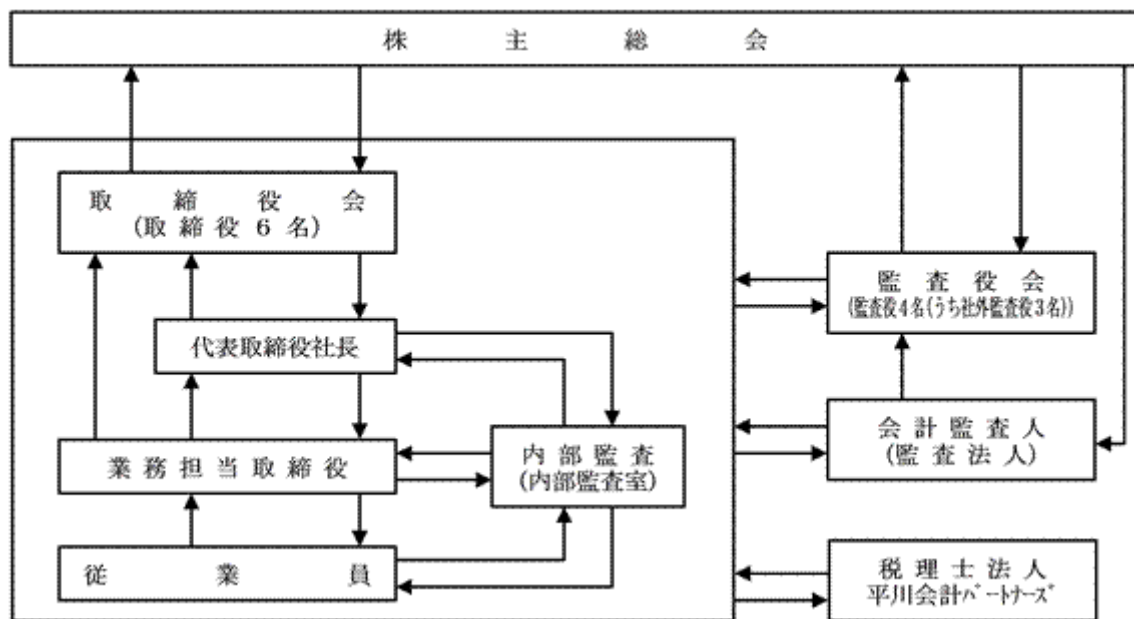 株主総会
取締役会
(取締役6名)
監査役会
(監査役4名(うち社外監査役3名))
代表取締役社長
会計監査人
(監査法人)
業務担当取締役
内部監査
(内部監査室)
従業員
税理士法人
平川会計パートナーズ